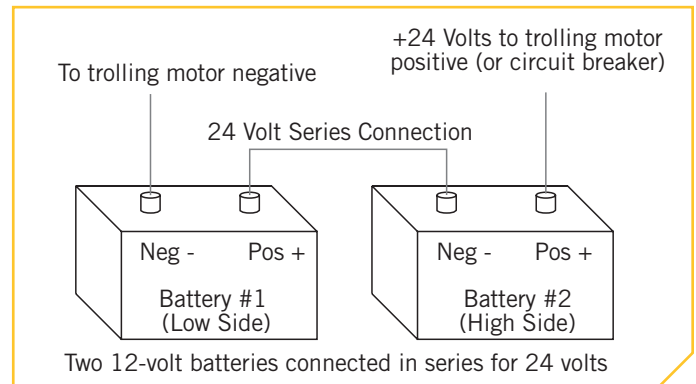 +24 Volts to trolling motor
positive (or circuit breaker)
To trolling motor negative
24 Volt Series Connection
Neg - Pos +
Battery #1
(Low Side)
Neg - Pos +
Battery #2
(High Side)
Two 12-volt batteries connected in series for 24 volts